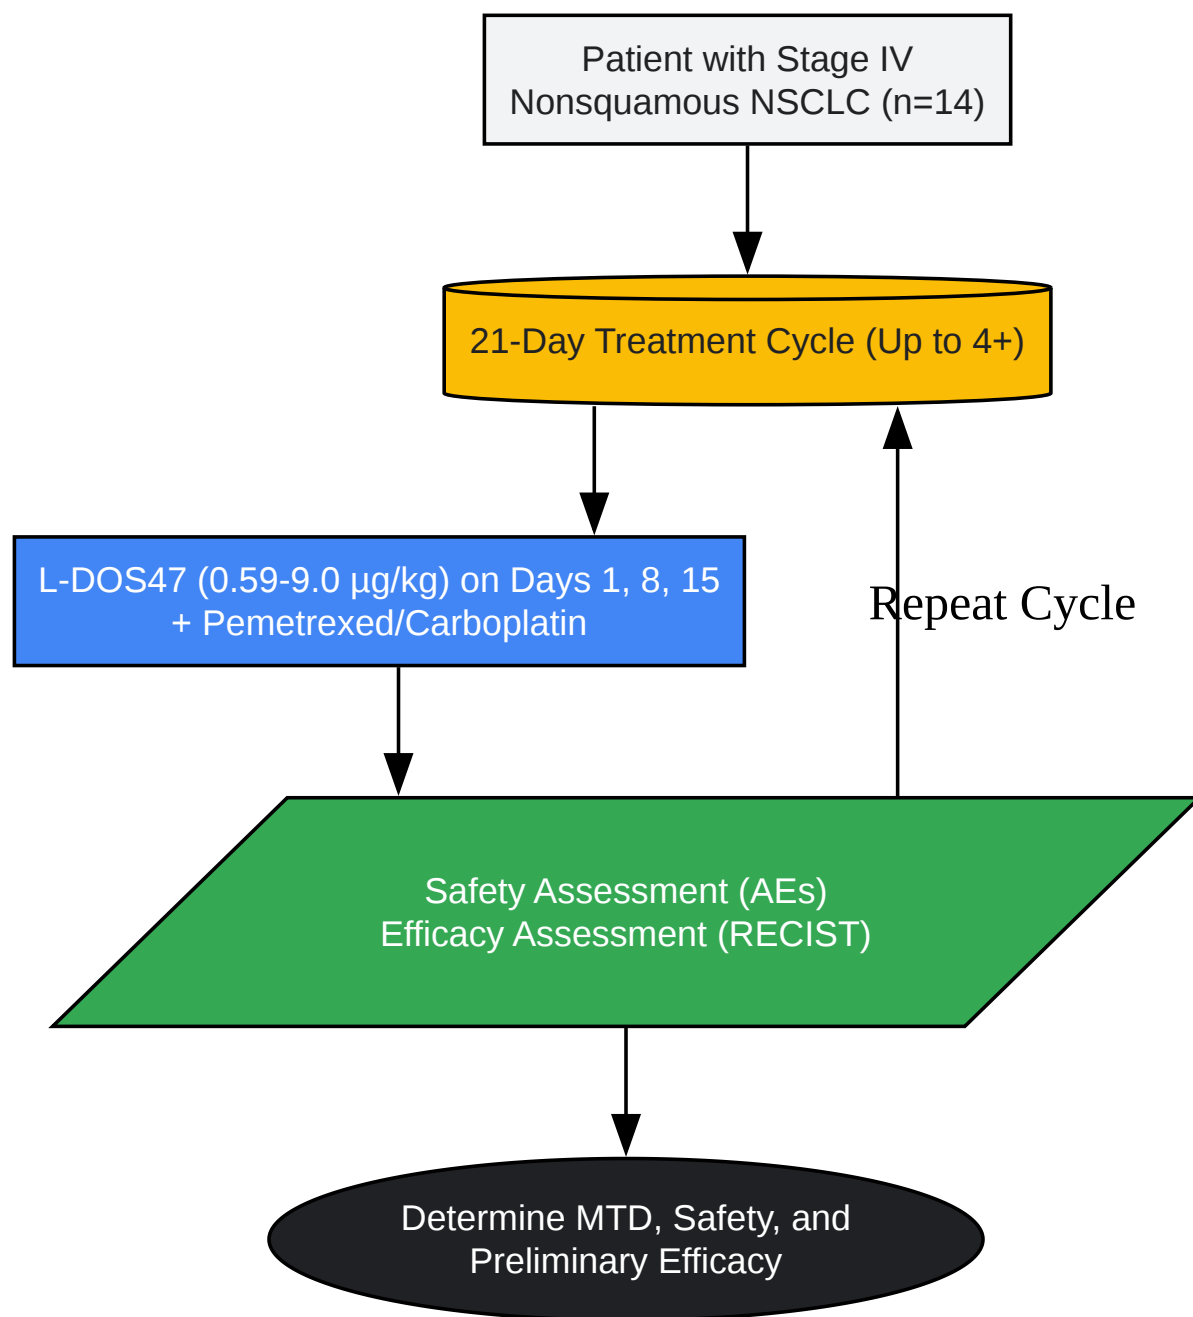 Patient with Stage IV
Nonsquamous NSCLC (n=14)
21-Day Treatment Cycle (Up to 4+)
L-DOS47 (0.59-9.0 µg/kg) on Days 1, 8, 15
+ Pemetrexed/Carboplatin
Repeat Cycle
Safety Assessment (AEs)
Efficacy Assessment (RECIST)
Determine MTD, Safety, and
Preliminary Efficacy